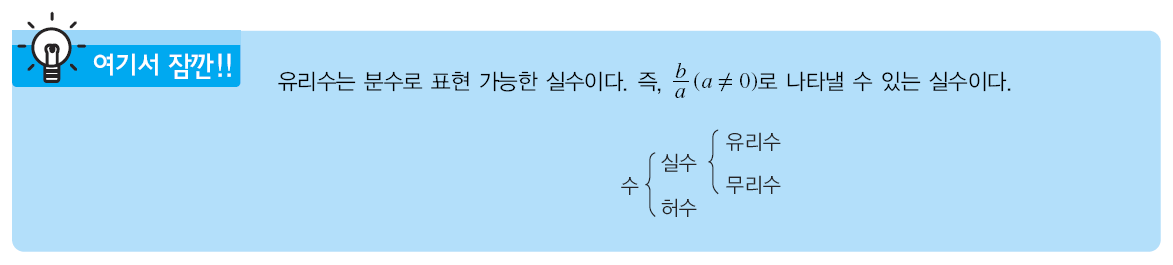 여기서 잠깐!!
유리수는 분수로 표현 가능한 실수이다. 즉, b/a (a ≠ 0)로 나타낼 수 있는 실수이다.
유리수
실수
수
무리수
허수